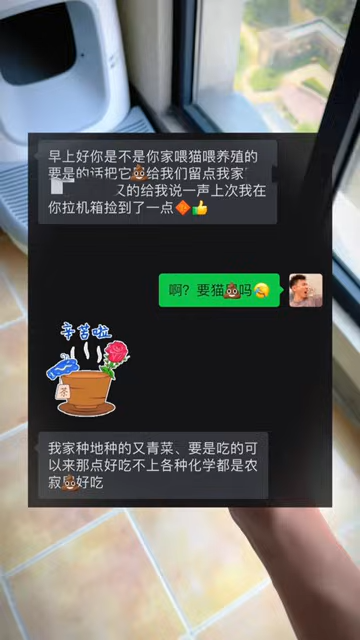 早上好你是不是你家喂猫喂养殖的
要是的话把它💩给我们留点我家
又的给我说一声上次我在
你拉机箱捡到了一点🧧👍
啊？要猫💩吗😂
辛苦啦
茶
我家种地种的又青菜、要是吃的可
以来那点好吃不上各种化学都是农
寂💩好吃